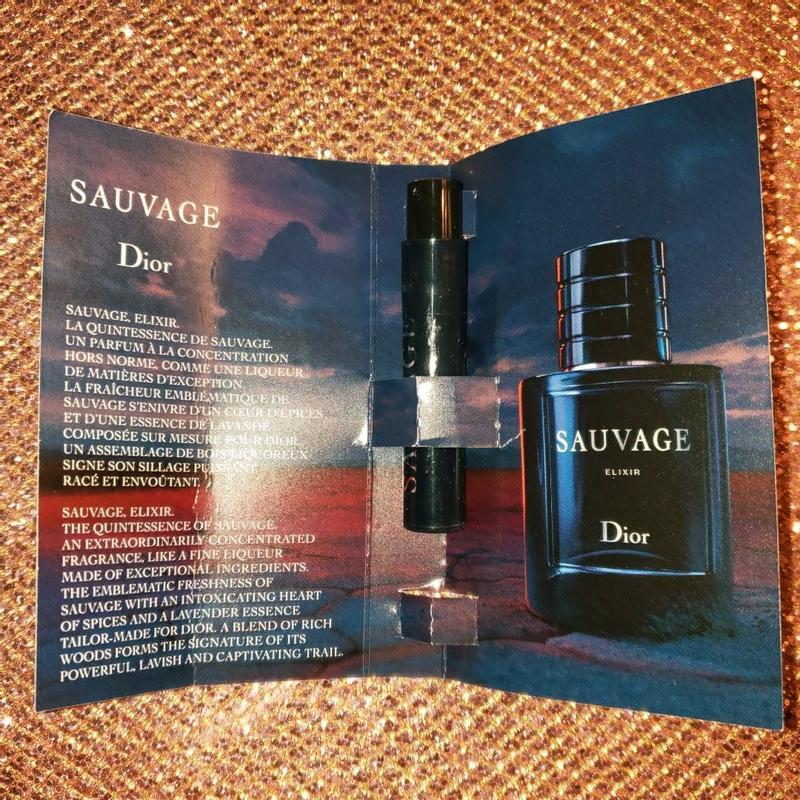 SAUVAGE
Dior
SAUVAGE, ELIXIR.
LA QUINTESSENCE DE SAUVAGE.
UN PARFUM À LA CONCENTRATION
HORS NORME, COMME UNE LIQUEUR
DE MATIÈRES D'EXCEPTION.
LA FRAÎCHEUR EMBLÉMATIQUE DE
SAUVAGE S'ENIVRE D'UN CŒUR D'ÉPICES
ET D'UNE ESSENCE DE LAVANDE
COMPOSÉE SUR MESURE POUR DIOR.
UN ASSEMBLAGE DE BOIS LIQUOREUX
SIGNE SON SILLAGE PUISSANT,
RACÉ ET ENVOÛTANT.
SAUVAGE, ELIXIR.
THE QUINTESSENCE OF SAUVAGE.
AN EXTRAORDINARILY CONCENTRATED
FRAGRANCE, LIKE A FINE LIQUEUR
MADE OF EXCEPTIONAL INGREDIENTS.
THE EMBLEMATIC FRESHNESS OF
SAUVAGE WITH AN INTOXICATING HEART
OF SPICES AND A LAVENDER ESSENCE
TAILOR-MADE FOR DIOR. A BLEND OF RICH
WOODS FORMS THE SIGNATURE OF ITS
POWERFUL, LAVISH AND CAPTIVATING TRAIL.
SAUVAGE
ELIXIR
Dior